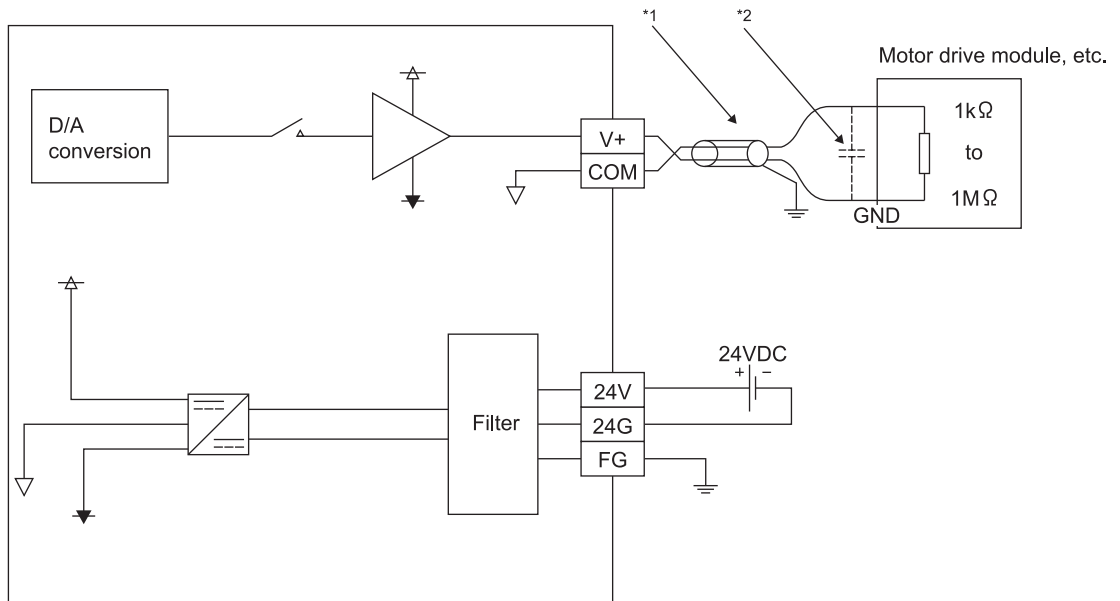 *1
*2
Motor drive module, etc.
D/A
conversion
V+
COM
1kΩ
to
1MΩ
GND
24VDC
+ −
Filter
24V
24G
FG